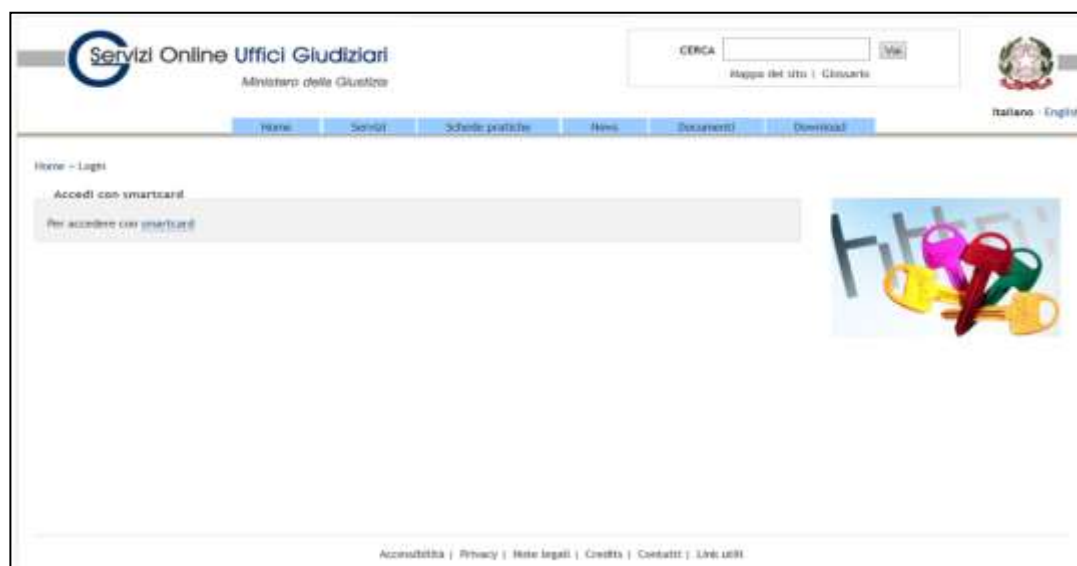 Servizi Online Uffici Giudiziari
Ministero della Giustizia
CERCA
Vai
Mappa del sito | Glossario
Italiano English
Home Servizi Schede pratiche News Documenti Download
Home ~ Login
Accedi con smartcard
Per accedere con smartcard
Accessibilità | Privacy | Note legali | Credits | Contatti | Link utili